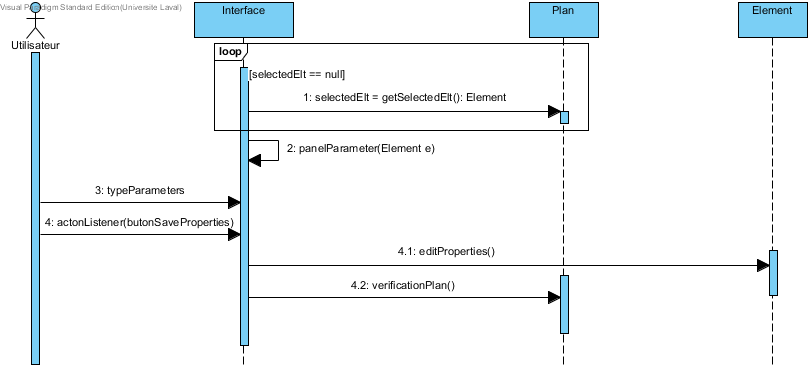 Visual Paradigm Standard Edition(Universite Laval)
Interface
Plan
Element
Utilisateur
loop
[selectedElt == null]
1: selectedElt = getSelectedElt(): Element
2: panelParameter(Element e)
3: typeParameters
4: actonListener(butonSaveProperties)
4.1: editProperties()
4.2: verificationPlan()